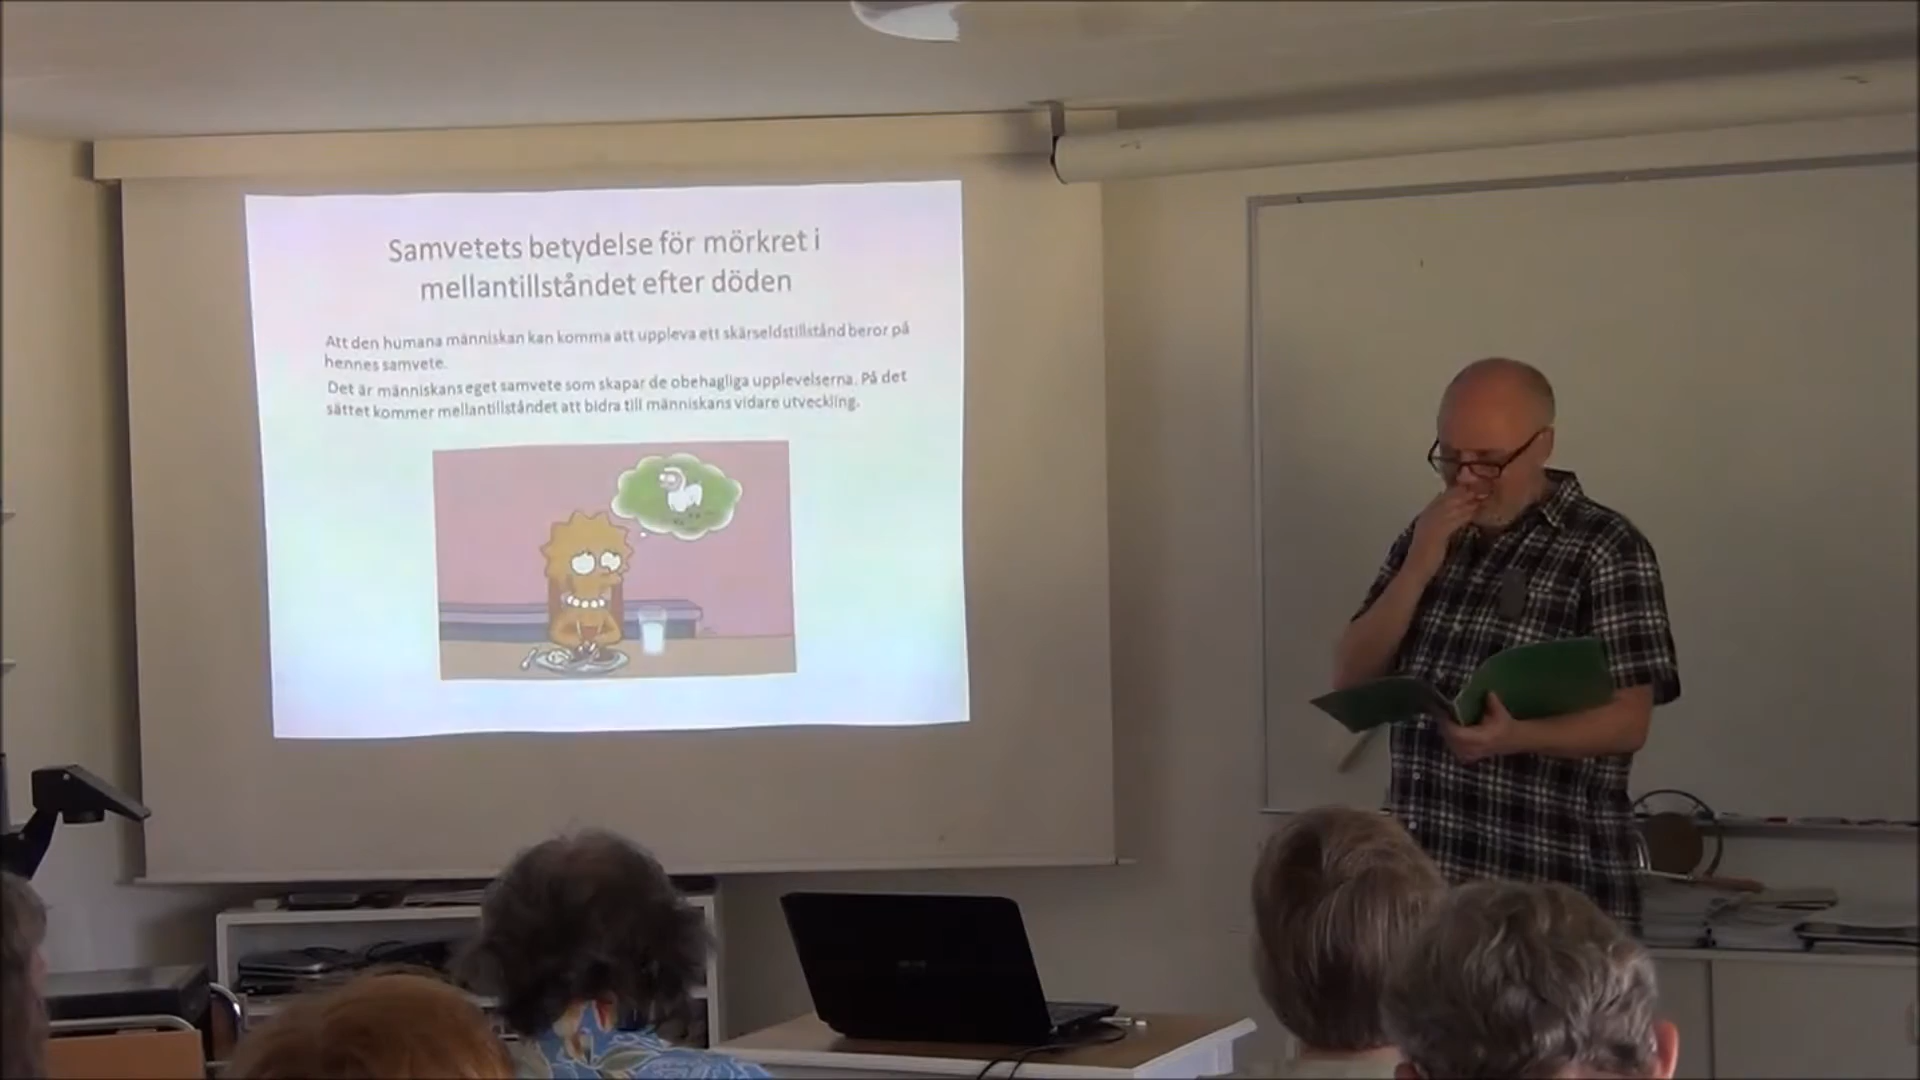 Samvetets betydelse för mörkret i
mellantillståndet efter döden
Att den humana människan kan komma att uppleva ett skärseldstillstånd beror på
hennes samvete.
Det är människans eget samvete som skapar de obehagliga upplevelserna. På det
sättet kommer mellantillståndet att bidra till människans vidare utveckling.